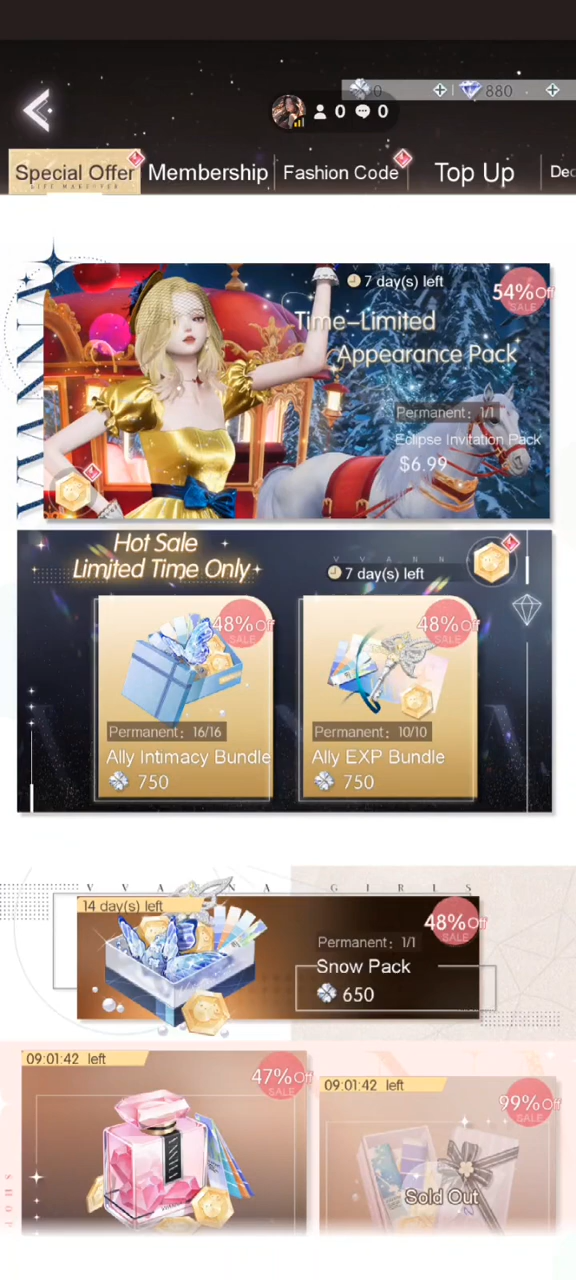 0
880
0
0
Special Offer
LIFE MAKEOVER
Membership
Fashion Code
Top Up
Dec
7 day(s) left
54%Off
Time-Limited
Appearance Pack
Permanent: 1/1
Eclipse Invitation Pack
$6.99
Hot Sale
Limited Time Only
7 day(s) left
48%Off
SALE
48%Off
SALE
Permanent: 16/16
Permanent: 10/10
Ally Intimacy Bundle
Ally EXP Bundle
750
750
G I R L S
14 day(s) left
48%Off
SALE
Permanent: 1/1
Snow Pack
650
09:01:42 left
47%Off
SALE
09:01:42 left
99%Off
SALE
Sold Out